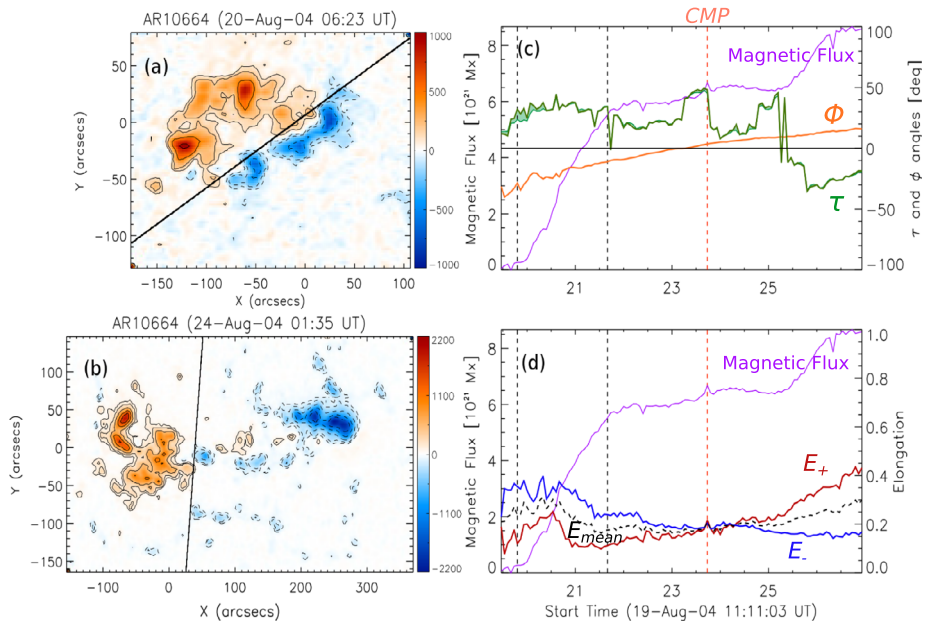 AR10664 (20-Aug-04 06:23 UT)
(a)
Y (arcsecs)
50
0
-50
-100
-150 -100 -50 0 50 100
X (arcsecs)
1000
500
0
-500
-1000
CMP
(c)
Magnetic Flux
Φ
τ
Magnetic Flux [10²¹ Mx]
8
6
4
2
0
21 23 25
100
50
0
-50
-100
τ and ϕ angles [deg]
AR10664 (24-Aug-04 01:35 UT)
(b)
Y (arcsecs)
100
50
0
-50
-100
-150
-100 0 100 200 300
X (arcsecs)
2200
1100
0
-1100
-2200
(d)
Magnetic Flux
E+
Emean
E-
Magnetic Flux [10²¹ Mx]
8
6
4
2
0
21 23 25
Start Time (19-Aug-04 11:11:03 UT)
1.0
0.8
0.6
0.4
0.2
0.0
Elongation